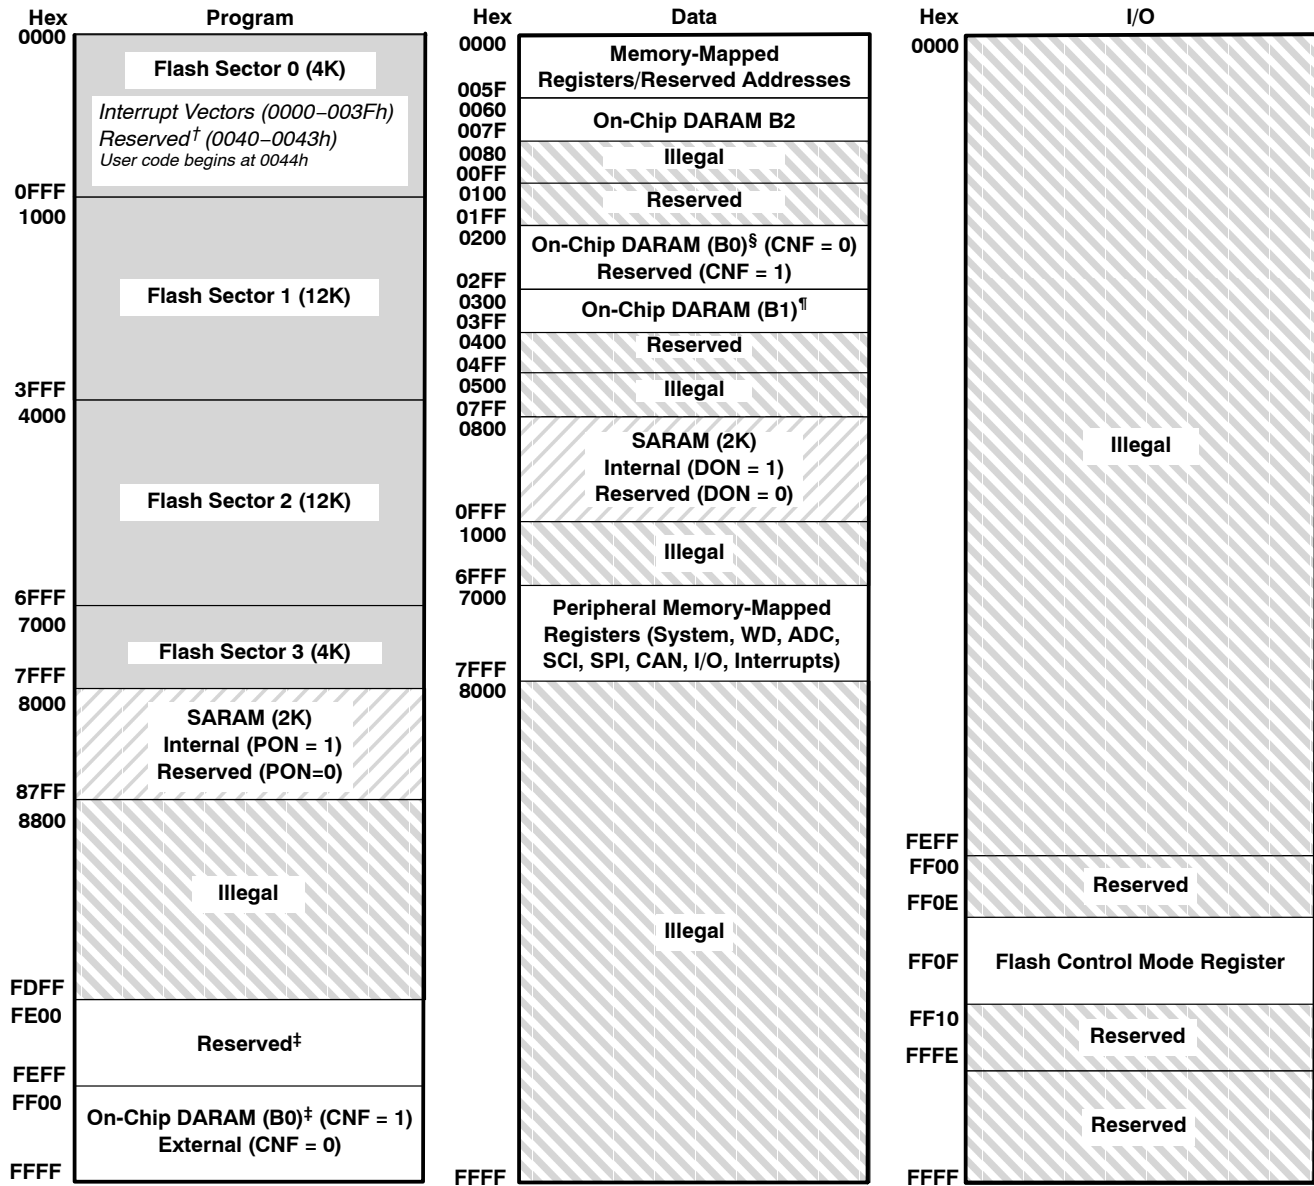 Hex Program
0000
Flash Sector 0 (4K)
Interrupt Vectors (0000–003Fh)
Reserved† (0040–0043h)
User code begins at 0044h
0FFF
1000
Flash Sector 1 (12K)
3FFF
4000
Flash Sector 2 (12K)
6FFF
7000
Flash Sector 3 (4K)
7FFF
8000
SARAM (2K)
Internal (PON = 1)
Reserved (PON=0)
87FF
8800
Illegal
FDFF
FE00
Reserved‡
FEFF
FF00
On-Chip DARAM (B0)‡ (CNF = 1)
External (CNF = 0)
FFFF
Hex Data
0000
Memory-Mapped
Registers/Reserved Addresses
005F
0060
On-Chip DARAM B2
007F
0080
Illegal
00FF
0100
Reserved
01FF
0200
On-Chip DARAM (B0)§ (CNF = 0)
Reserved (CNF = 1)
02FF
0300
On-Chip DARAM (B1)¶
03FF
0400
Reserved
04FF
0500
Illegal
07FF
0800
SARAM (2K)
Internal (DON = 1)
Reserved (DON = 0)
0FFF
1000
Illegal
6FFF
7000
Peripheral Memory-Mapped
Registers (System, WD, ADC,
SCI, SPI, CAN, I/O, Interrupts)
7FFF
8000
Illegal
FFFF
Hex I/O
0000
Illegal
FEFF
FF00
Reserved
FF0E
FF0F Flash Control Mode Register
FF10
Reserved
FFFE
Reserved
FFFF